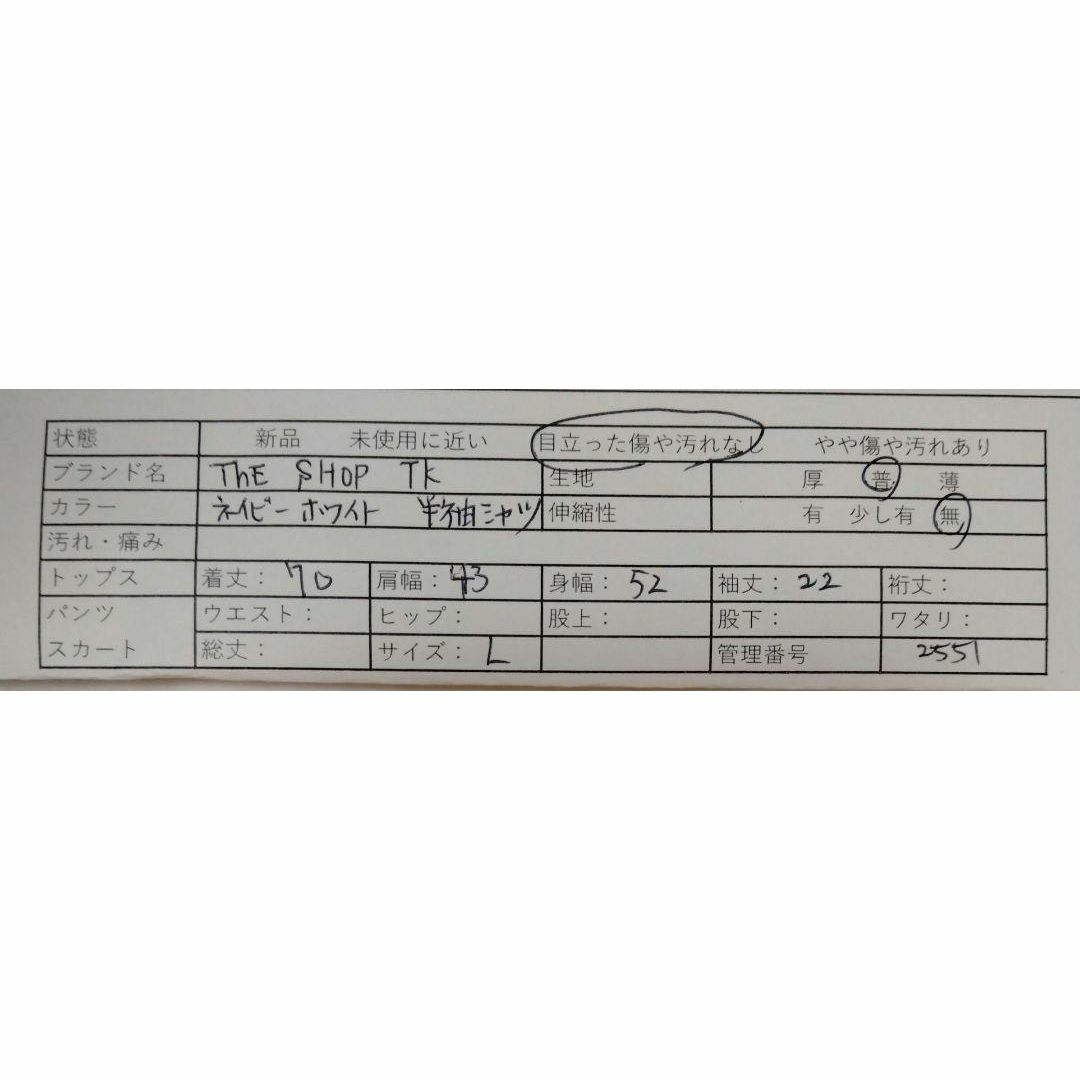 状態 新品 未使用に近い 目立った傷や汚れなし やや傷や汚れあり
ブランド名 ThE SHOP TK 生地 厚 普 薄
カラー ネイビー ホワイト 半袖シャツ 伸縮性 有 少し有 無
汚れ・痛み
トップス 着丈: 70 肩幅: 43 身幅: 52 袖丈: 22 裄丈:
パンツ ウエスト: ヒップ: 股上: 股下: ワタリ:
スカート 総丈: サイズ: L 管理番号 2551